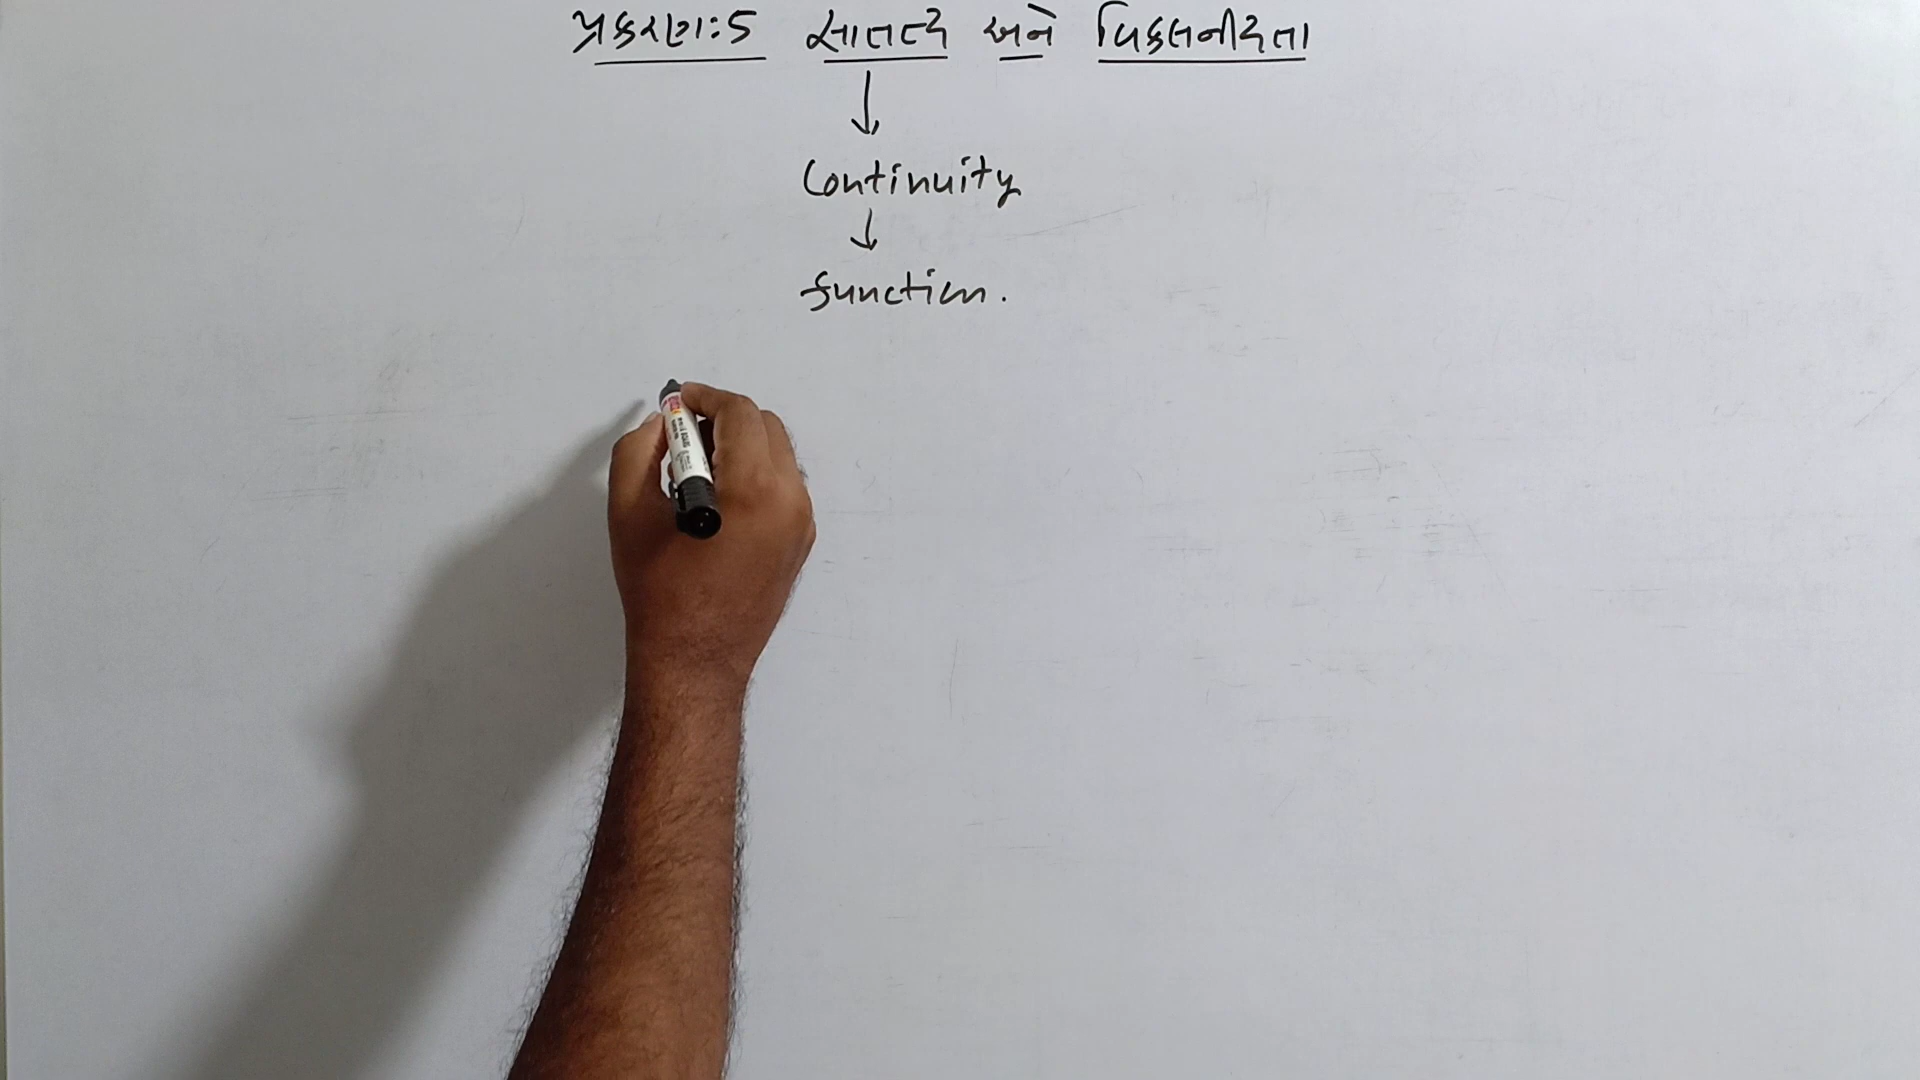 પ્રકરણ:5 સાતત્ય અને વિકલનીયતા
↓
Continuity
↓
function.